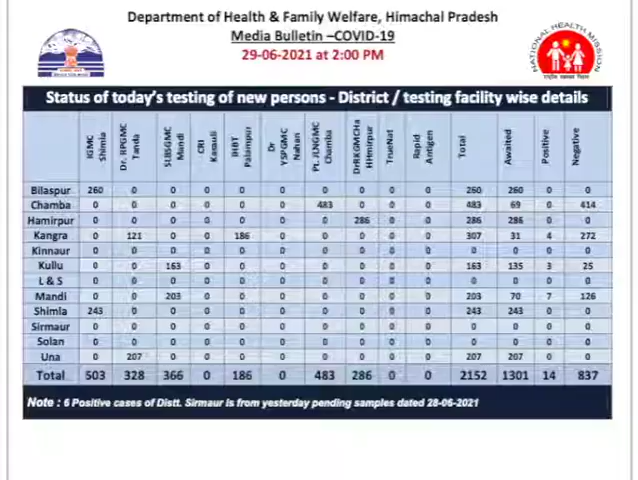 Department of Health & Family Welfare, Himachal Pradesh
Media Bulletin –COVID-19
29-06-2021 at 2:00 PM
NATIONAL HEALTH MISSION
Status of today's testing of new persons - District / testing facility wise details
IGMC Shimla Dr. RPGMC Tanda SLBSGMC Mandi CRI Kasauli IHBT Palampur Dr YSPGMC Nahan Pt. JLNGMC Chamba DrRKGMCHa HHmirpur TrueNat Rapid Antigen Total Awaited Positive Negative
Bilaspur 260 0 0 0 0 0 0 0 0 0 260 260 0 0
Chamba 0 0 0 0 0 0 483 0 0 0 483 69 0 414
Hamirpur 0 0 0 0 0 0 0 286 0 0 286 286 0 0
Kangra 0 121 0 0 186 0 0 0 0 0 307 31 4 272
Kinnaur 0 0 0 0 0 0 0 0 0 0 0 0 0 0
Kullu 0 0 163 0 0 0 0 0 0 0 163 135 3 25
L & S 0 0 0 0 0 0 0 0 0 0 0 0 0 0
Mandi 0 0 203 0 0 0 0 0 0 0 203 70 7 126
Shimla 243 0 0 0 0 0 0 0 0 0 243 243 0 0
Sirmaur 0 0 0 0 0 0 0 0 0 0 0 0 0 0
Solan 0 0 0 0 0 0 0 0 0 0 0 0 0 0
Una 0 207 0 0 0 0 0 0 0 0 207 207 0 0
Total 503 328 366 0 186 0 483 286 0 0 2152 1301 14 837
Note : 6 Positive cases of Distt. Sirmaur is from yesterday pending samples dated 28-06-2021